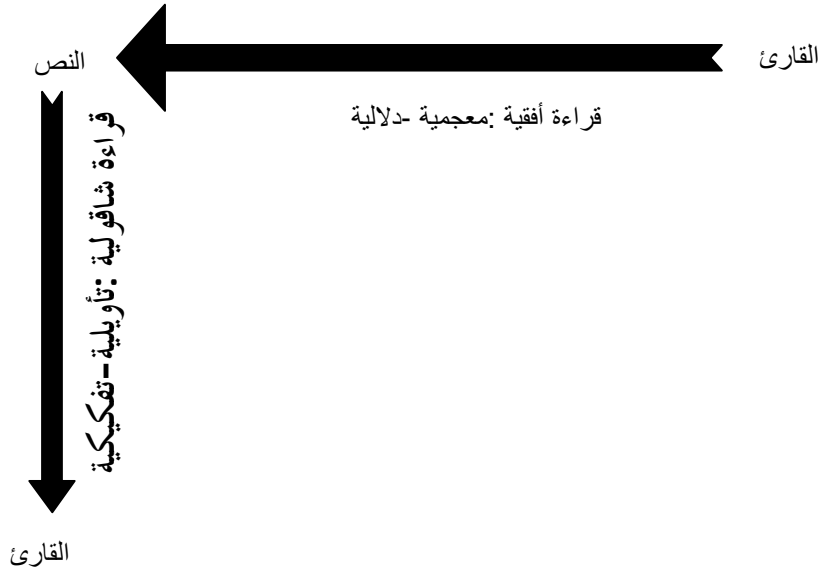 القارئ
النص
قراءة أفقية :معجمية -دلالية
قراءة شاقولية :تأويلية-تفكيكية
القارئ